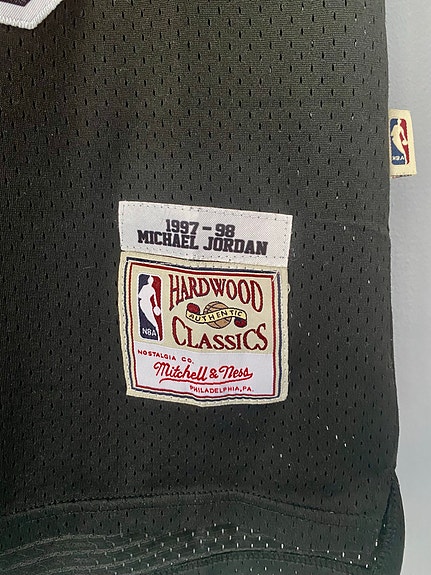 1997-98
MICHAEL JORDAN
HARDWOOD
AUTHENTIC
CLASSICS
NBA
NOSTALGIA CO.
Mitchell & Ness
PHILADELPHIA, PA.
NBA